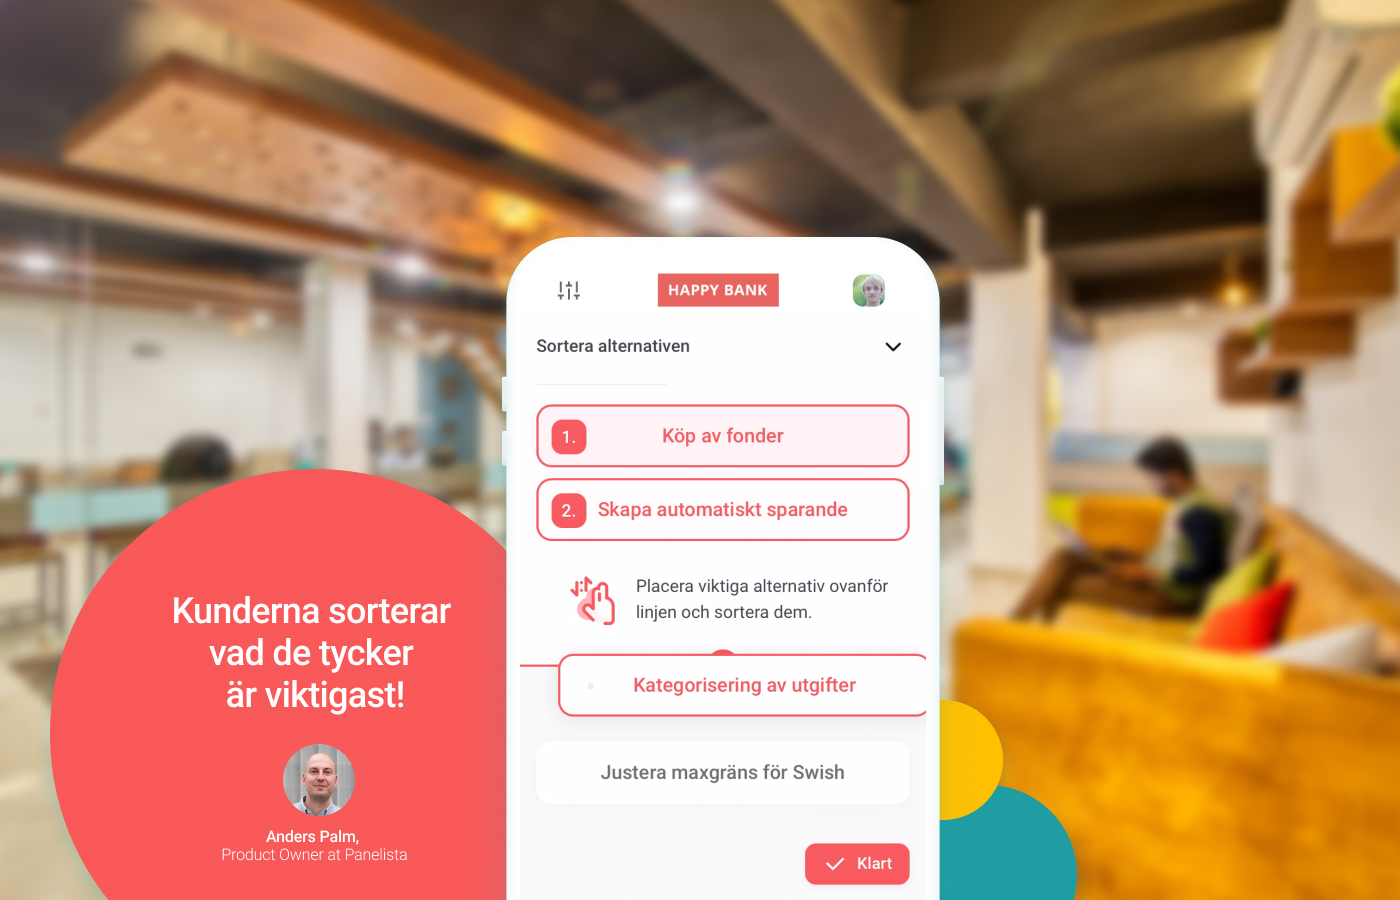 HAPPY BANK
Sortera alternativen
1. Köp av fonder
2. Skapa automatiskt sparande
Placera viktiga alternativ ovanför
linjen och sortera dem.
Kategorisering av utgifter
Justera maxgräns för Swish
Klart
Kunderna sorterar
vad de tycker
är viktigast!
Anders Palm,
Product Owner at Panelista